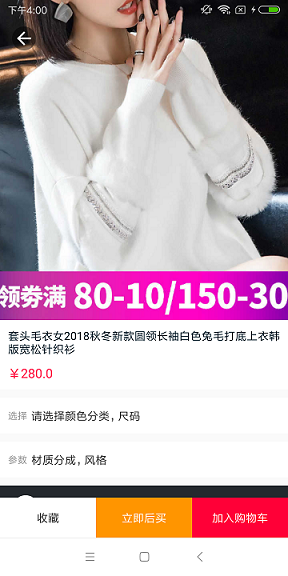 下午4:00
领券满 80-10/150-30
套头毛衣女2018秋冬新款圆领长袖白色兔毛打底上衣韩
版宽松针织衫
￥280.0
选择 请选择颜色分类, 尺码
参数 材质分成, 风格
收藏 立即后买 加入购物车